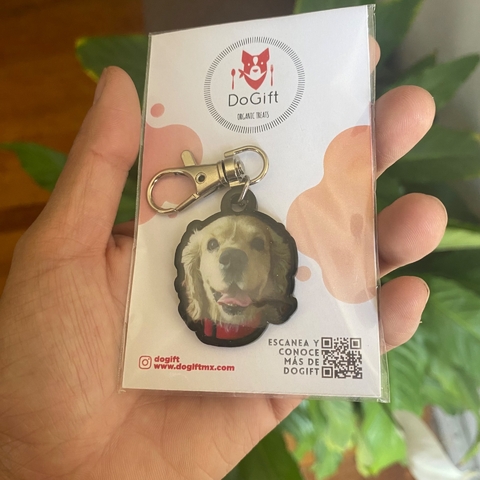 DoGift
ORGANIC TREATS
ESCANEA Y
CONOCE
MÁS DE
DOGIFT
dogift
www.dogiftmx.com